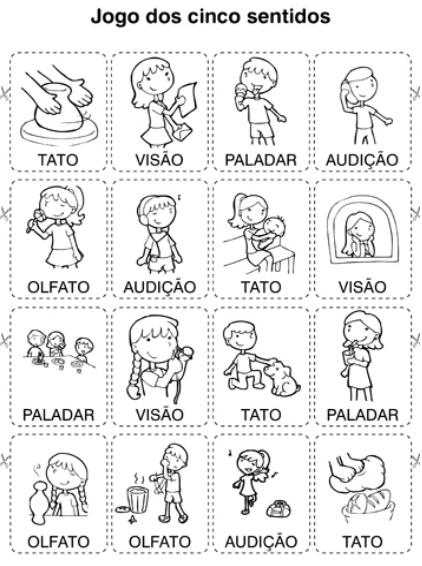 Jogo dos cinco sentidos
TATO VISÃO PALADAR AUDIÇÃO
OLFATO AUDIÇÃO TATO VISÃO
PALADAR VISÃO TATO PALADAR
OLFATO OLFATO AUDIÇÃO TATO